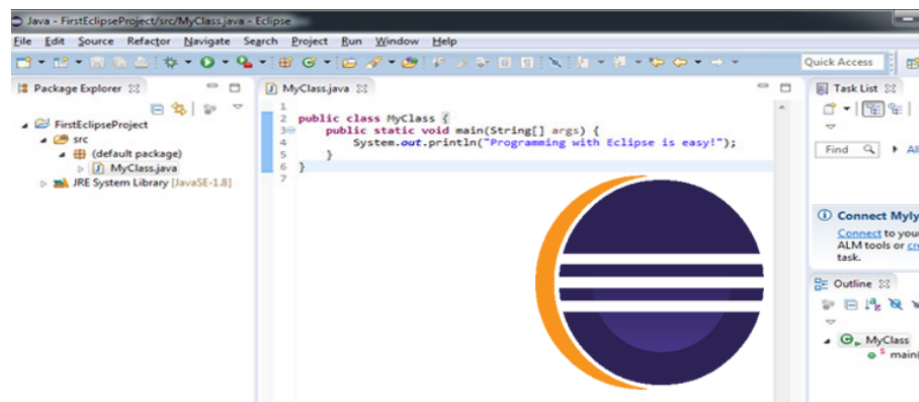 Java - FirstEclipseProject/src/MyClass.java - Eclipse
File Edit Source Refactor Navigate Search Project Run Window Help
Quick Access
Package Explorer
FirstEclipseProject
src
(default package)
MyClass.java
JRE System Library [JavaSE-1.8]
MyClass.java
1
2 public class MyClass {
3 public static void main(String[] args) {
4 System.out.println("Programming with Eclipse is easy!");
5 }
6 }
7
Task List
Find
Connect
Connect to your
ALM tools or
task.
Outline
MyClass
S